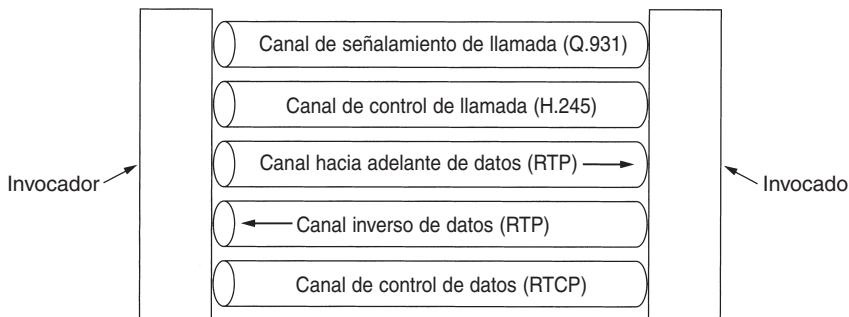 Canal de señalamiento de llamada (Q.931)
Canal de control de llamada (H.245)
Canal hacia adelante de datos (RTP)
Invocador
Invocado
Canal inverso de datos (RTP)
Canal de control de datos (RTCP)